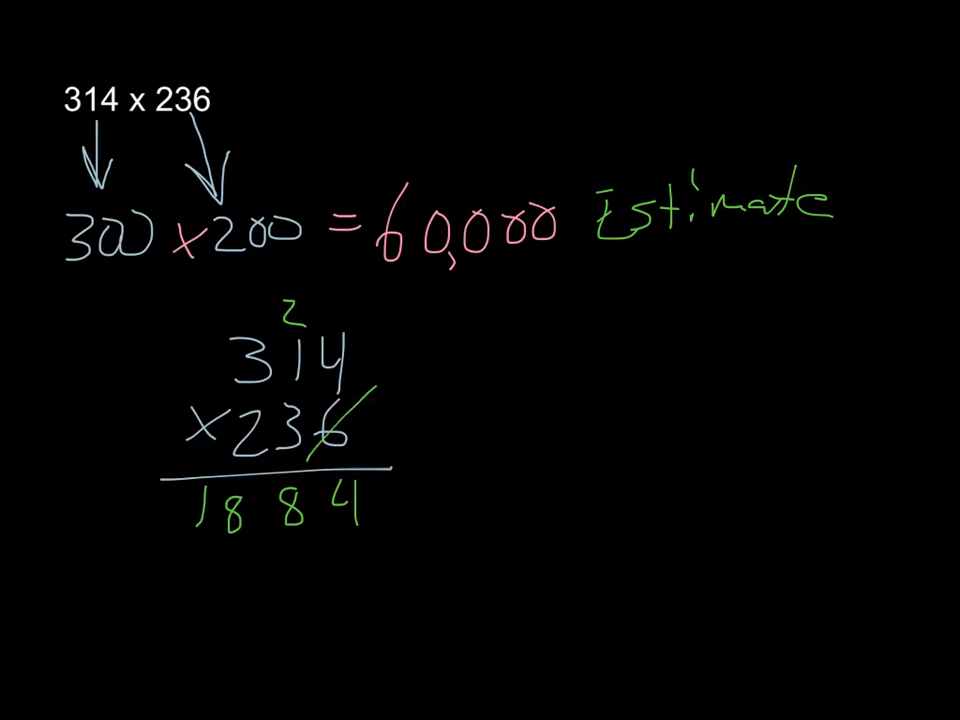 314 x 236
300 x 200 = 60,000 Estimate
2
314
x236
1884